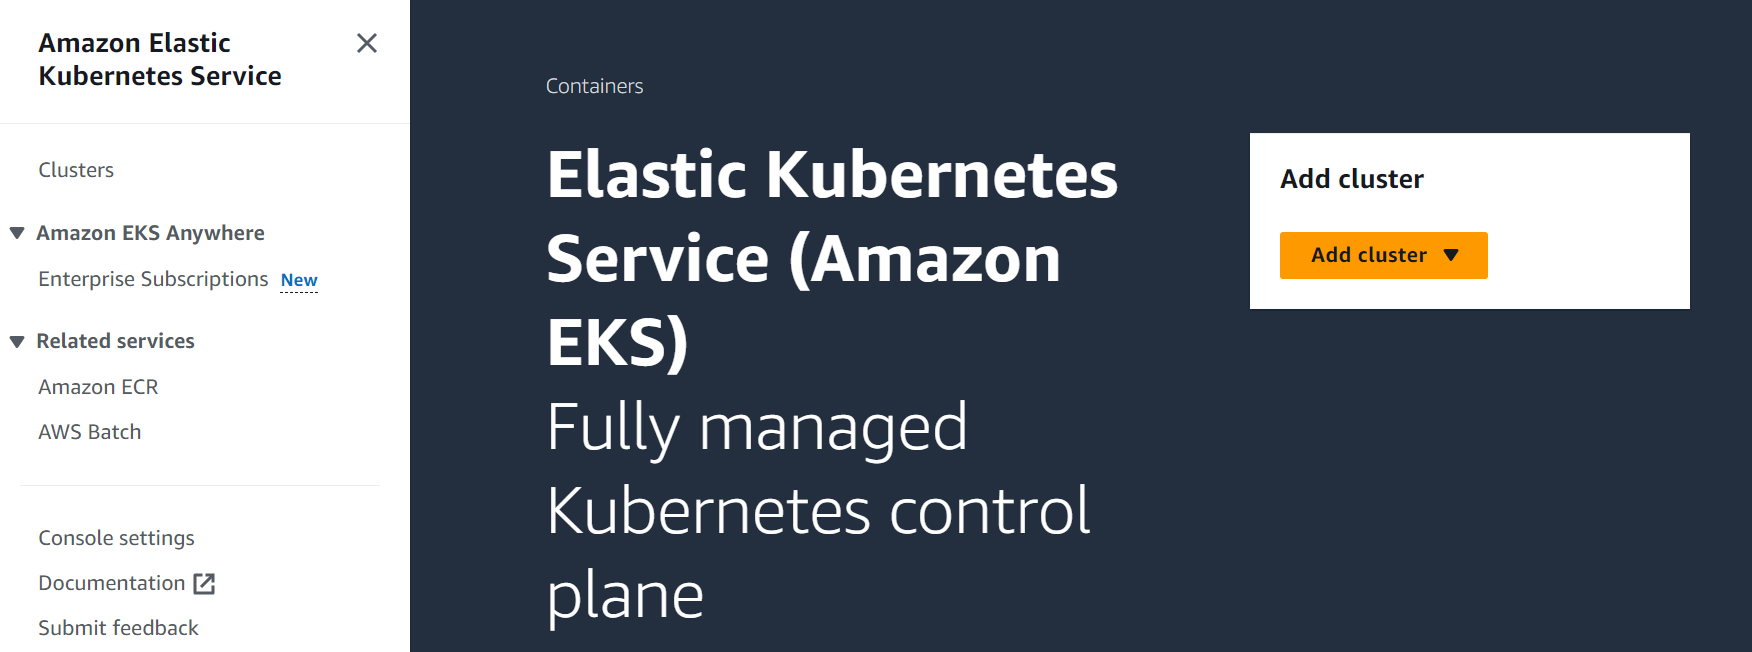 Amazon Elastic
Kubernetes Service
Clusters
Amazon EKS Anywhere
Enterprise Subscriptions New
Related services
Amazon ECR
AWS Batch
Console settings
Documentation
Submit feedback
Containers
Elastic Kubernetes
Service (Amazon
EKS)
Fully managed
Kubernetes control
plane
Add cluster
Add cluster